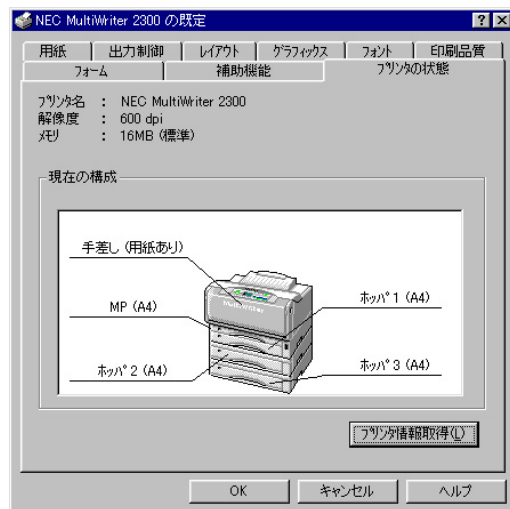 NEC MultiWriter 2300 の既定
用紙 出力制御 レイアウト グラフィックス フォント 印刷品質
フォーム 補助機能 プリンタの状態
プリンタ名 : NEC MultiWriter 2300
解像度 : 600 dpi
メモリ : 16MB (標準)
現在の構成
手差し (用紙あり)
MultiWriter
MP (A4)
ホッパ 1 (A4)
ホッパ 2 (A4)
ホッパ 3 (A4)
プリンタ情報取得(L)
OK キャンセル ヘルプ